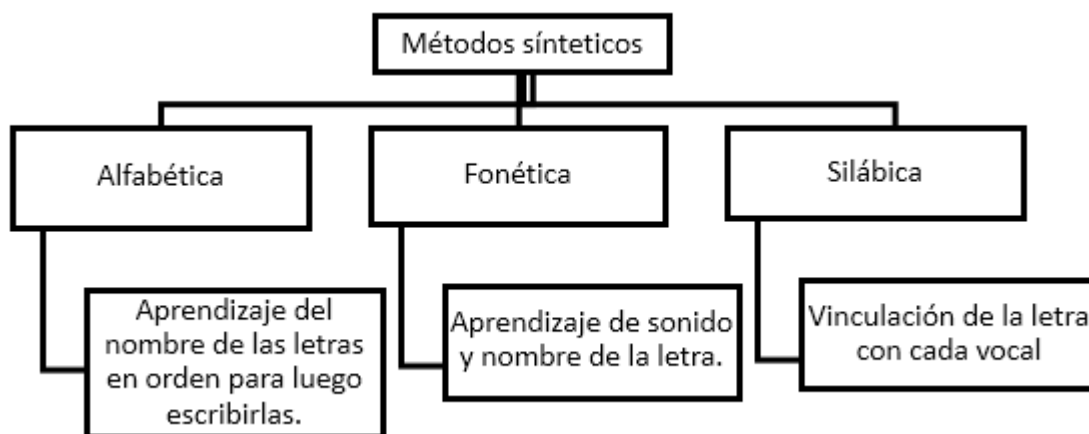 Métodos sínteticos
Alfabética
Fonética
Silábica
Aprendizaje del
nombre de las letras
en orden para luego
escribirlas.
Aprendizaje de sonido
y nombre de la letra.
Vinculación de la letra
con cada vocal